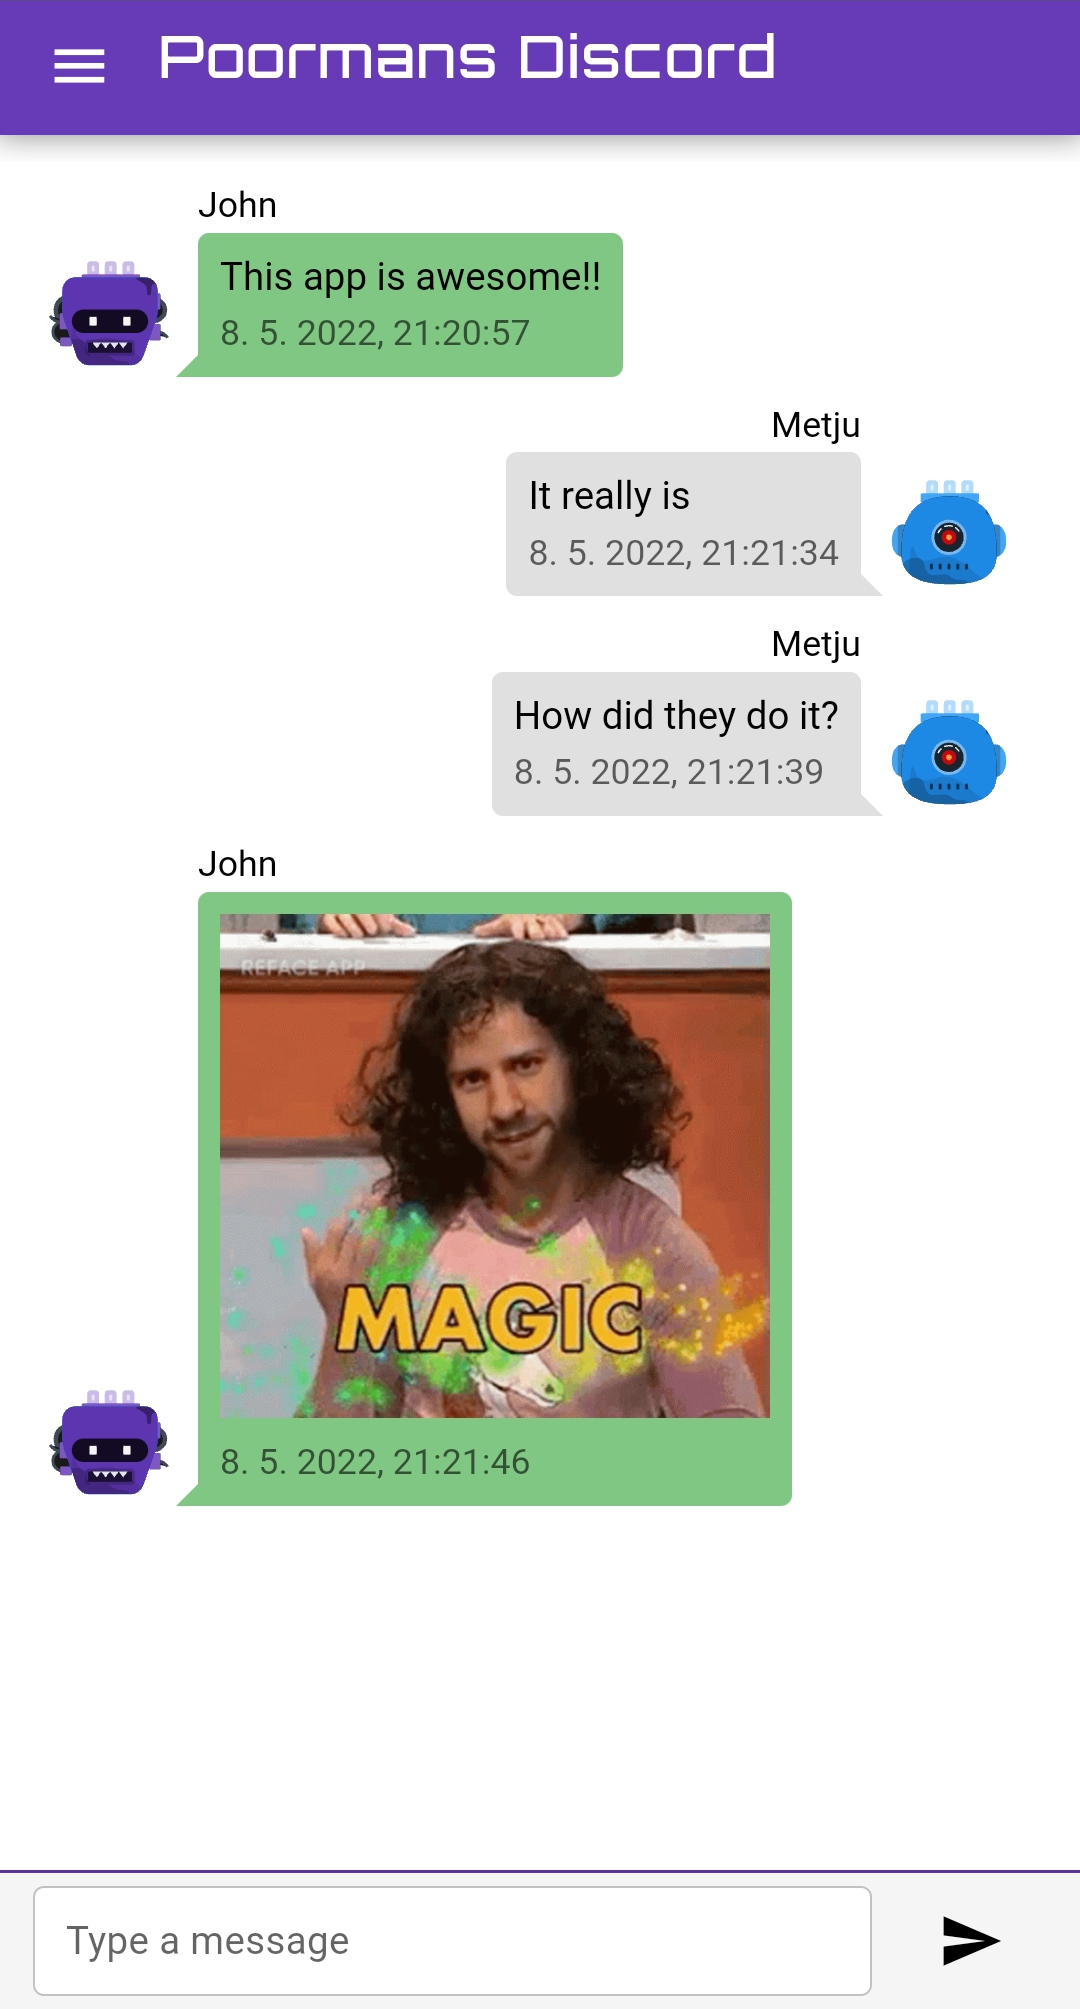 Poormans Discord
John
This app is awesome!!
8. 5. 2022, 21:20:57
Metju
It really is
8. 5. 2022, 21:21:34
Metju
How did they do it?
8. 5. 2022, 21:21:39
John
REFACE APP
MAGIC
8. 5. 2022, 21:21:46
Type a message